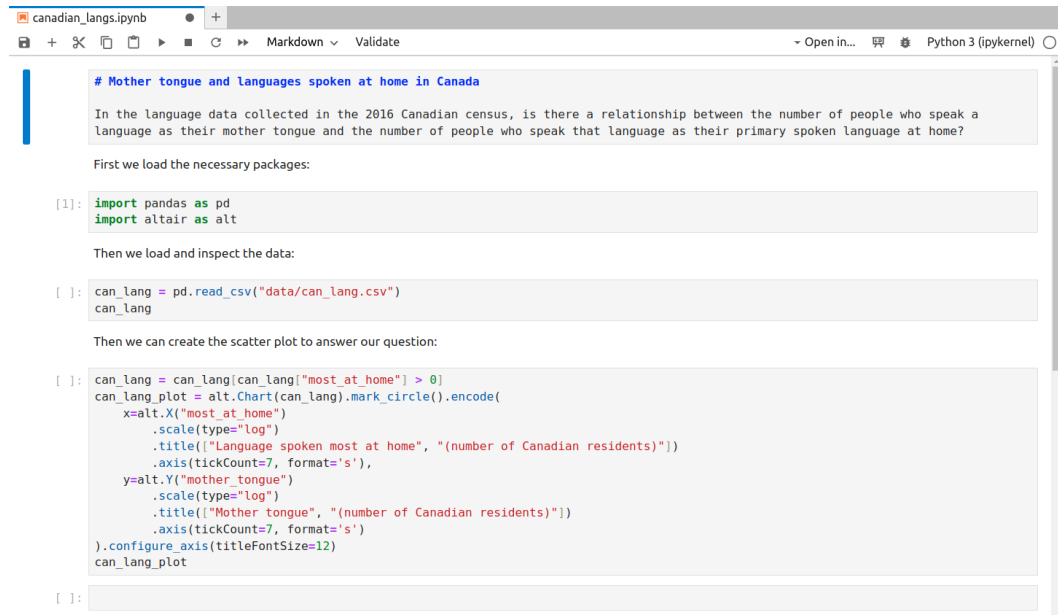 canadian_langs.ipynb
Markdown Validate Open in... Python 3 (ipykernel)
# Mother tongue and languages spoken at home in Canada
In the language data collected in the 2016 Canadian census, is there a relationship between the number of people who speak a
language as their mother tongue and the number of people who speak that language as their primary spoken language at home?
First we load the necessary packages:
[1]: import pandas as pd
import altair as alt
Then we load and inspect the data:
[ ]: can_lang = pd.read_csv("data/can_lang.csv")
can_lang
Then we can create the scatter plot to answer our question:
[ ]: can_lang = can_lang[can_lang["most_at_home"] > 0]
can_lang_plot = alt.Chart(can_lang).mark_circle().encode(
    x=alt.X("most_at_home")
        .scale(type="log")
        .title(["Language spoken most at home", "(number of Canadian residents)"])
        .axis(tickCount=7, format='s'),
    y=alt.Y("mother_tongue")
        .scale(type="log")
        .title(["Mother tongue", "(number of Canadian residents)"])
        .axis(tickCount=7, format='s')
).configure_axis(titleFontSize=12)
can_lang_plot
[ ]: